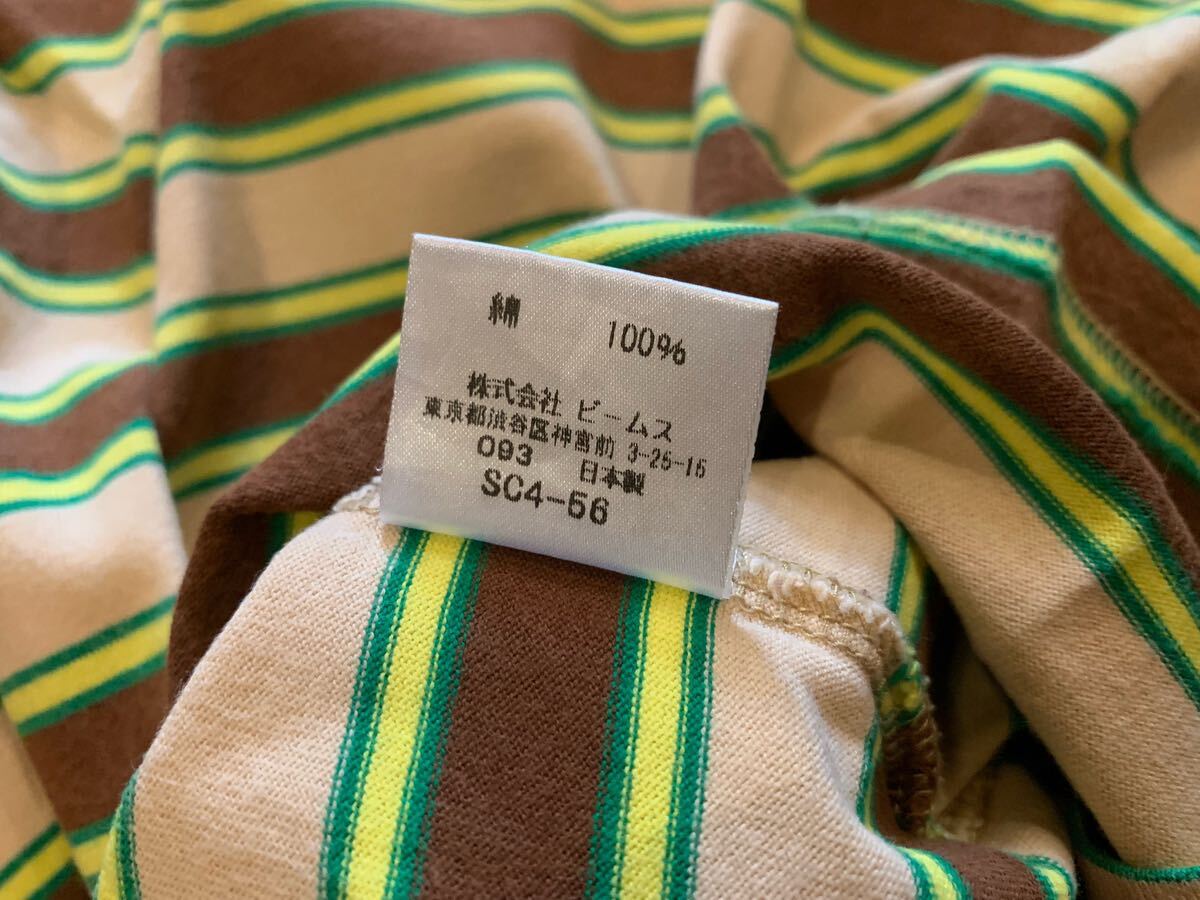 綿 100%
株式会社 ビームス
東京都渋谷区神宮前 3-25-15
093 日本製
SC4-56